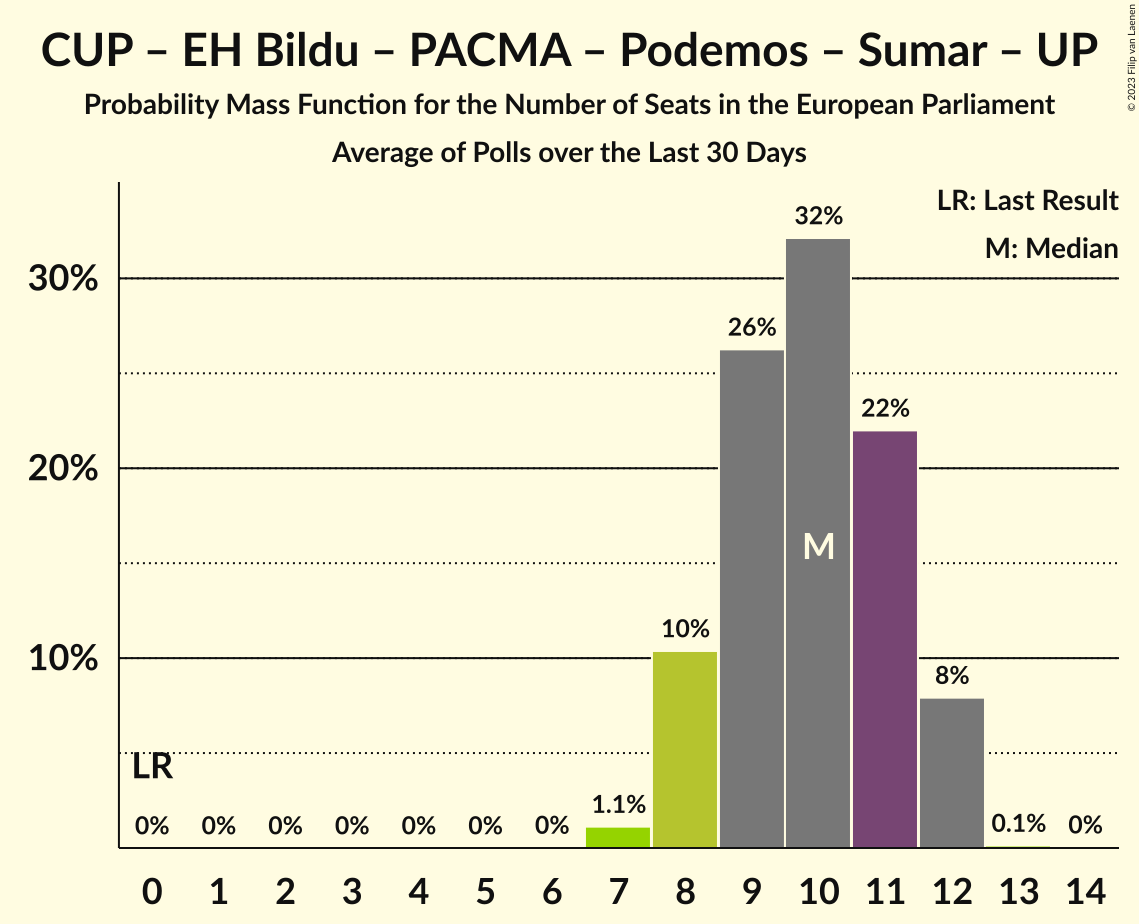 CUP – EH Bildu – PACMA – Podemos – Sumar – UP
Probability Mass Function for the Number of Seats in the European Parliament
Average of Polls over the Last 30 Days
© 2023 Filip van Laenen
LR: Last Result
M: Median
32%
30%
26%
22%
20%
M
10%
10%
8%
LR
0% 0% 0% 0% 0% 0% 0% 1.1% 0.1% 0%
0 1 2 3 4 5 6 7 8 9 10 11 12 13 14